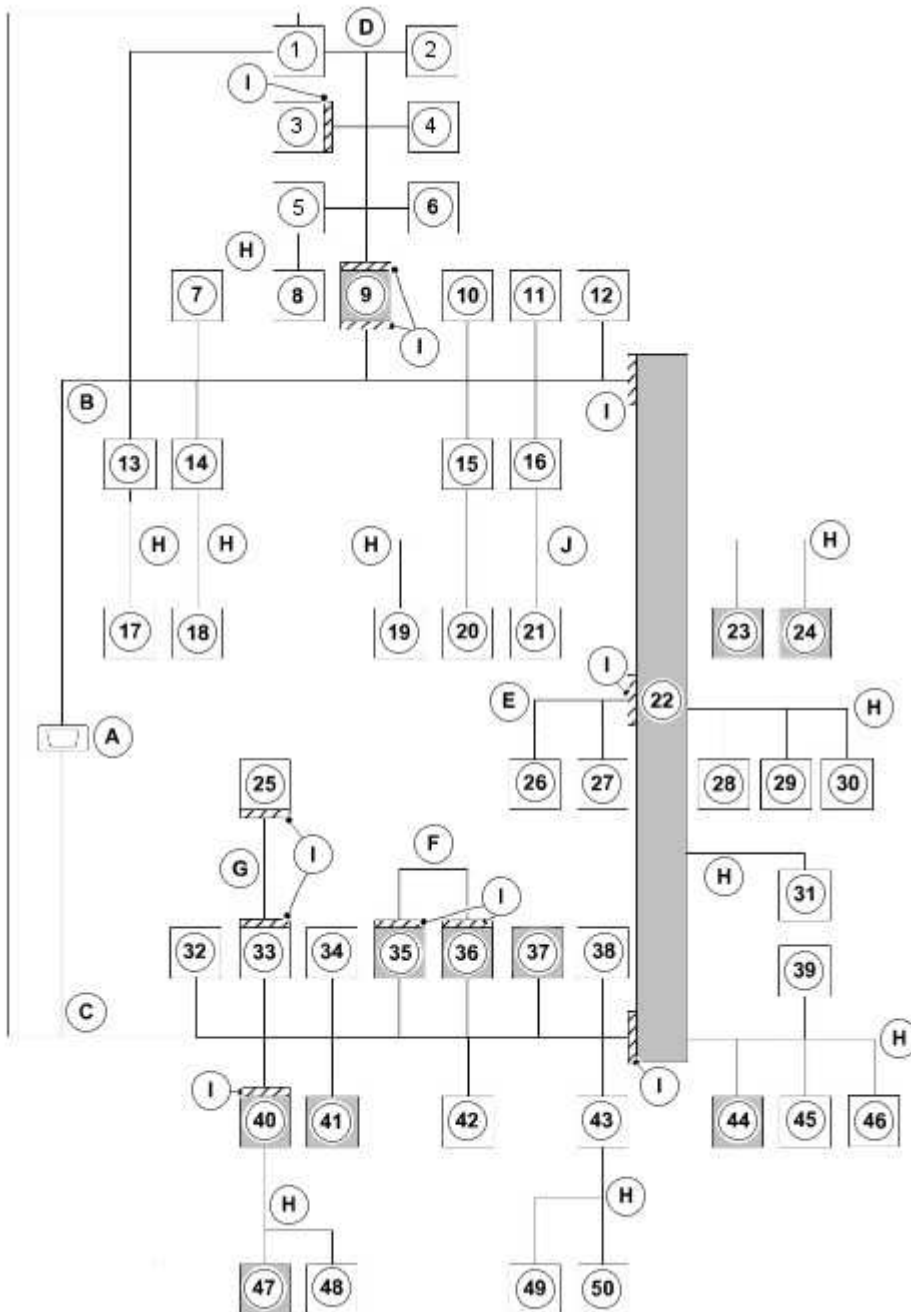 D
1 2
I
3 4
5 6
H
7 8 9 10 11 12
I
B I
13 14 15 16
H H H J H
17 18 19 20 21 23 24
I
E 22 H
A
25 26 27 28 29 30
F
G I H
I 31
32 33 34 35 36 37 38 39
C H
I I
40 41 42 43 44 45 46
H H
47 48 49 50